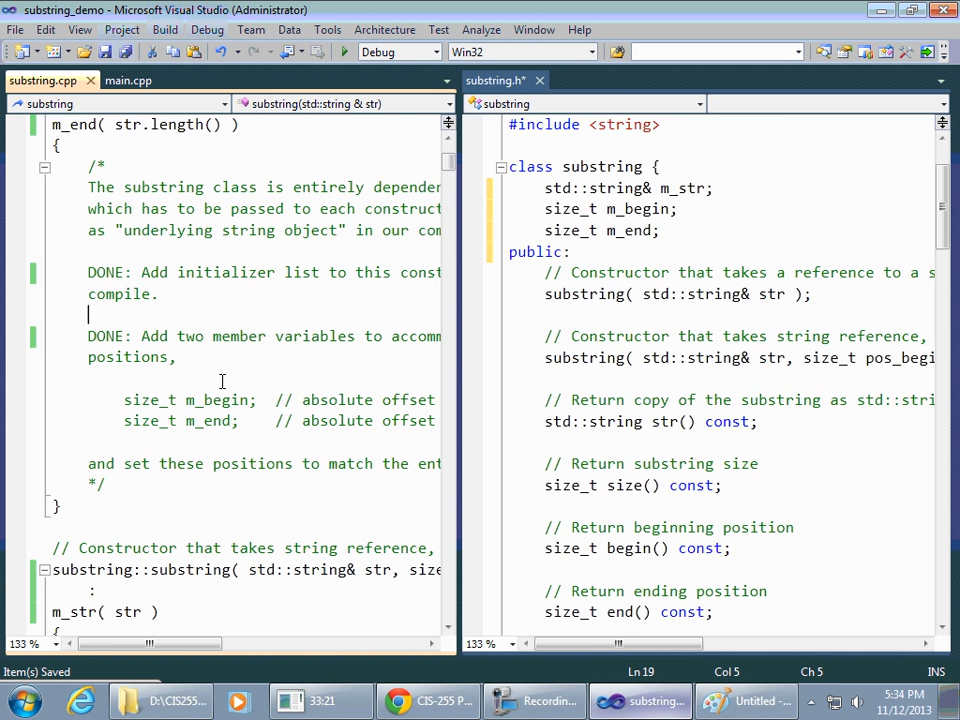 substring_demo - Microsoft Visual Studio (Administrator)
File Edit View Project Build Debug Team Data Tools Architecture Test Analyze Window Help
Debug Win32
substring.cpp main.cpp
substring substring(std::string & str)
m_end( str.length() )
{
/*
The substring class is entirely depender
which has to be passed to each construct
as "underlying string object" in our com
DONE: Add initializer list to this const
compile.
DONE: Add two member variables to accomm
positions,
size_t m_begin; // absolute offset
size_t m_end; // absolute offset
and set these positions to match the ent
*/
}
// Constructor that takes string reference,
substring::substring( std::string& str, size
:
m_str( str )
{
133 %
substring.h*
substring
#include <string>
class substring {
std::string& m_str;
size_t m_begin;
size_t m_end;
public:
// Constructor that takes a reference to a s
substring( std::string& str );
// Constructor that takes string reference,
substring( std::string& str, size_t pos_begi
// Return copy of the substring as std::stri
std::string str() const;
// Return substring size
size_t size() const;
// Return beginning position
size_t begin() const;
// Return ending position
size_t end() const;
133 %
Item(s) Saved Ln 19 Col 5 Ch 5 INS
D:\CIS255... 33:21 CIS-255 P... Recordin... substring... Untitled -... 5:34 PM
11/12/2013